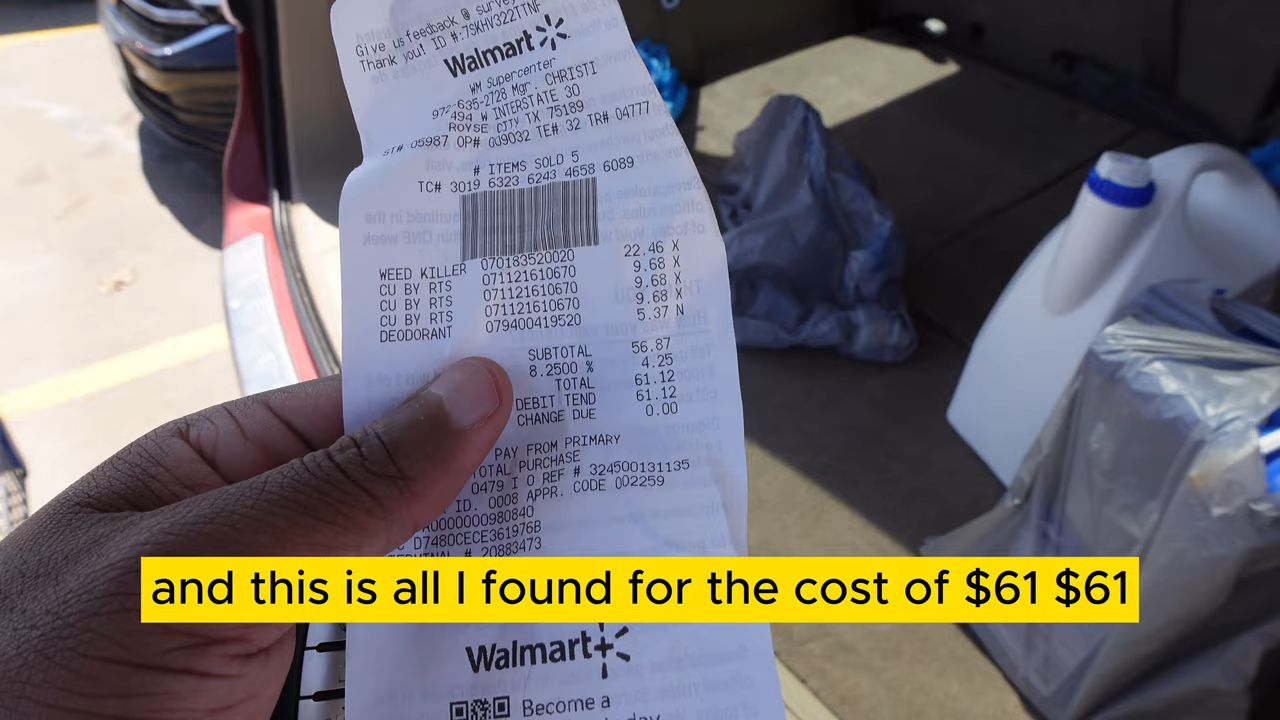 Give us feedback @ survey
Thank you! ID #:7SKHV322TTNF
Walmart
WM Supercenter
972-635-2728 Mgr. CHRISTI
494 W INTERSTATE 30
ROYSE CITY TX 75189
ST# 05987 OP# 009032 TE# 32 TR# 04777
# ITEMS SOLD 5
TC# 3019 6323 6243 4658 6089
WEED KILLER 070183520020 22.46 X
CU BY RTS 071121610670 9.68 X
CU BY RTS 071121610670 9.68 X
CU BY RTS 071121610670 9.68 X
DEODORANT 079400419520 5.37 N
SUBTOTAL 56.87
8.2500 % 4.25
TOTAL 61.12
DEBIT TEND 61.12
CHANGE DUE 0.00
PAY FROM PRIMARY
PURCHASE
0479 I 0 REF # 324500131135
ID. 0008 APPR. CODE 002259
A0000000980840
D7480CECE361976B
# 20883473
and this is all I found for the cost of $61 $61
Walmart+
Become a